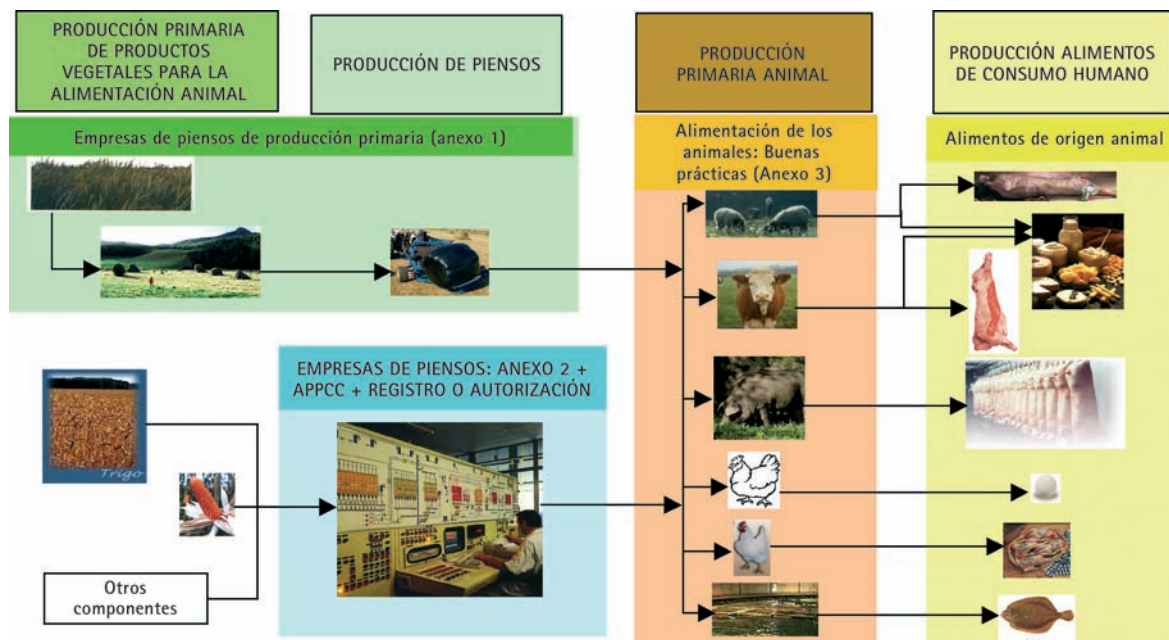 PRODUCCIÓN PRIMARIA
DE PRODUCTOS
VEGETALES PARA LA
ALIMENTACIÓN ANIMAL
PRODUCCIÓN DE PIENSOS
PRODUCCIÓN
PRIMARIA ANIMAL
PRODUCCIÓN ALIMENTOS
DE CONSUMO HUMANO
Empresas de piensos de producción primaria (anexo 1)
Alimentación de los
animales: Buenas
prácticas (Anexo 3)
Alimentos de origen animal
EMPRESAS DE PIENSOS: ANEXO 2 +
APPCC + REGISTRO O AUTORIZACIÓN
Trigo
Otros
componentes